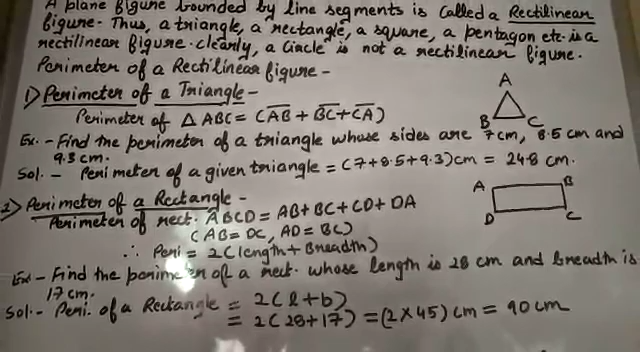 A plane figure bounded by line segments is called a Rectilinear
figure. Thus, a triangle, a rectangle, a square, a pentagon etc. is a
rectilinear figure. clearly, a Circle is not a rectilinear figure.
Perimeter of a Rectilinear figure -
1) Perimeter of a Triangle -
Perimeter of △ ABC = (AB + BC + CA)
A
B C
Ex. - Find the perimeter of a triangle whose sides are 7cm, 8.5 cm and
9.3 cm.
Sol. - Perimeter of a given triangle = (7+8.5+9.3)cm = 24.8 cm.
2) Perimeter of a Rectangle -
Perimeter of rect. ABCD = AB+BC+CD+DA
(AB=DC, AD=BC)
A B
D C
∴ Peri = 2(length + Breadth)
Ex - Find the perimeter of a rect. whose length is 28 cm and breadth is
17 cm.
Sol. - Peri. of a Rectangle = 2(l+b)
= 2(28+17) = (2×45) cm = 90 cm